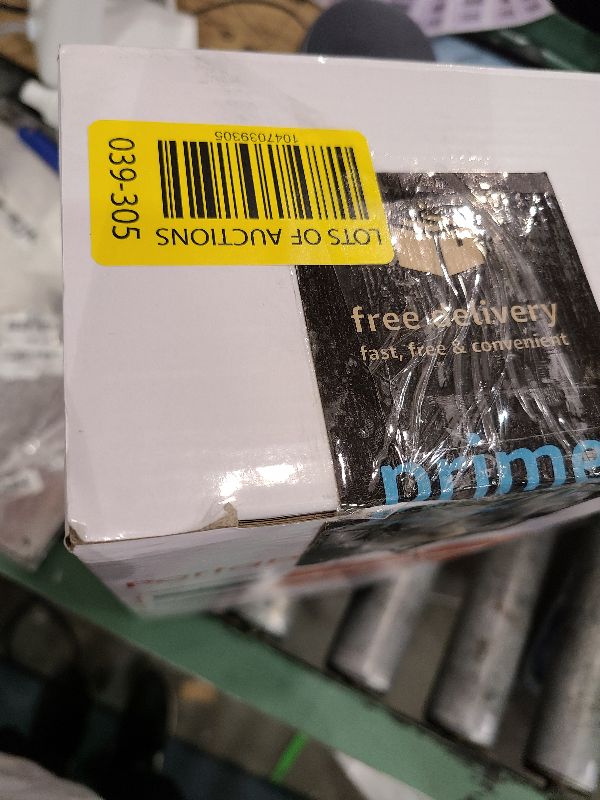 1047039305
LOTS OF AUCTIONS
039-305
free delivery
fast, free & convenient
prime